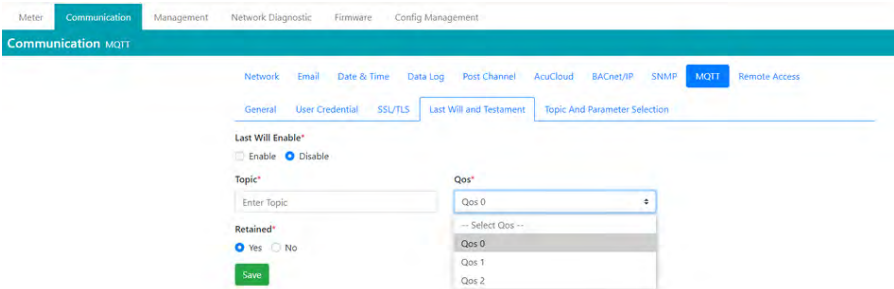 Meter Communication Management Network Diagnostic Firmware Config Management
Communication MQTT
Network Email Date & Time Data Log Post Channel AcuCloud BACnet/IP SNMP MQTT Remote Access
General User Credential SSL/TLS Last Will and Testament Topic And Parameter Selection
Last Will Enable*
Enable Disable
Topic* Qos*
Enter Topic Qos 0
-- Select Qos --
Retained*
Qos 0
Yes No
Qos 1
Save
Qos 2